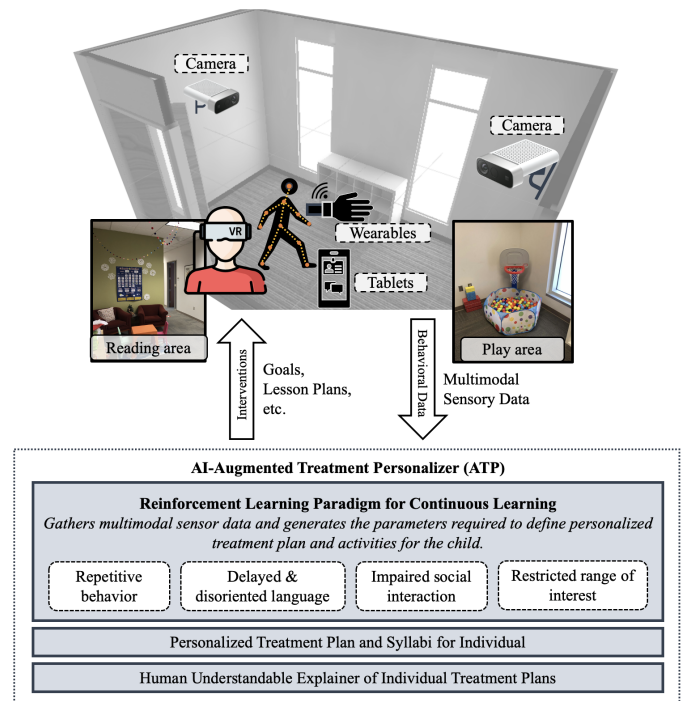 Camera
Camera
VR
Wearables
Tablets
Reading area
Play area
Interventions
Goals,
Lesson Plans,
etc.
Behavioral Data
Multimodal
Sensory Data
AI-Augmented Treatment Personalizer (ATP)
Reinforcement Learning Paradigm for Continuous Learning
Gathers multimodal sensor data and generates the parameters required to define personalized
treatment plan and activities for the child.
Repetitive
behavior
Delayed &
disoriented language
Impaired social
interaction
Restricted range of
interest
Personalized Treatment Plan and Syllabi for Individual
Human Understandable Explainer of Individual Treatment Plans